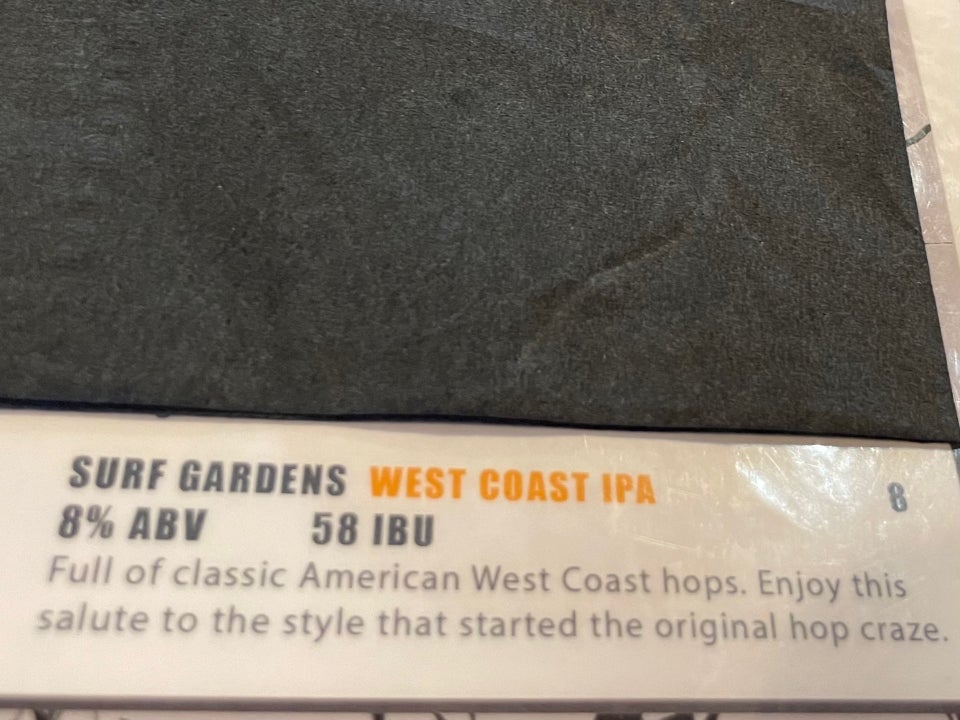 SURF GARDENS WEST COAST IPA 8
8% ABV 58 IBU
Full of classic American West Coast hops. Enjoy this
salute to the style that started the original hop craze.